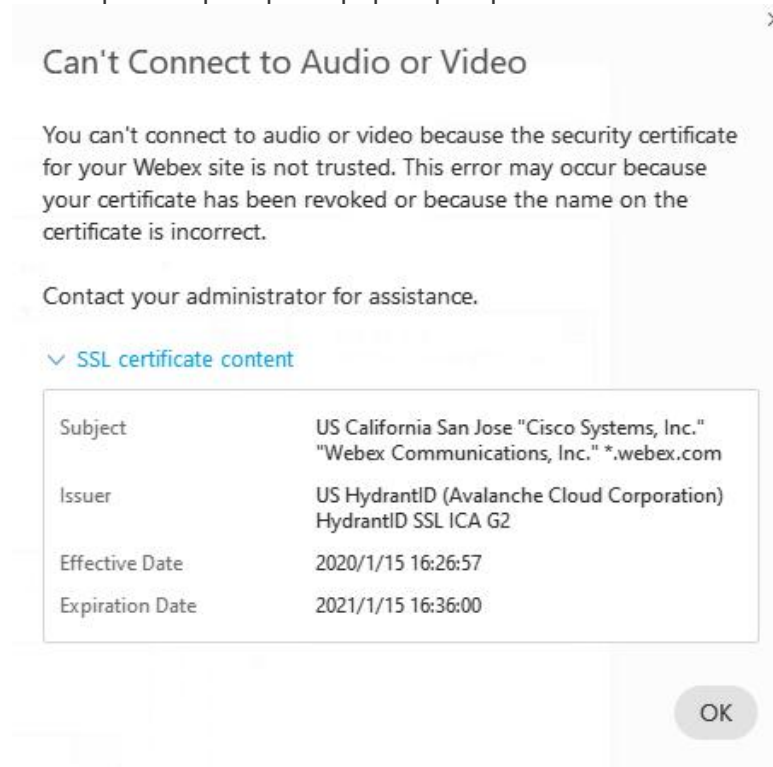 Can't Connect to Audio or Video
You can't connect to audio or video because the security certificate
for your Webex site is not trusted. This error may occur because
your certificate has been revoked or because the name on the
certificate is incorrect.
Contact your administrator for assistance.
SSL certificate content
Subject US California San Jose "Cisco Systems, Inc."
"Webex Communications, Inc." *.webex.com
Issuer US HydrantID (Avalanche Cloud Corporation)
HydrantID SSL ICA G2
Effective Date 2020/1/15 16:26:57
Expiration Date 2021/1/15 16:36:00
OK